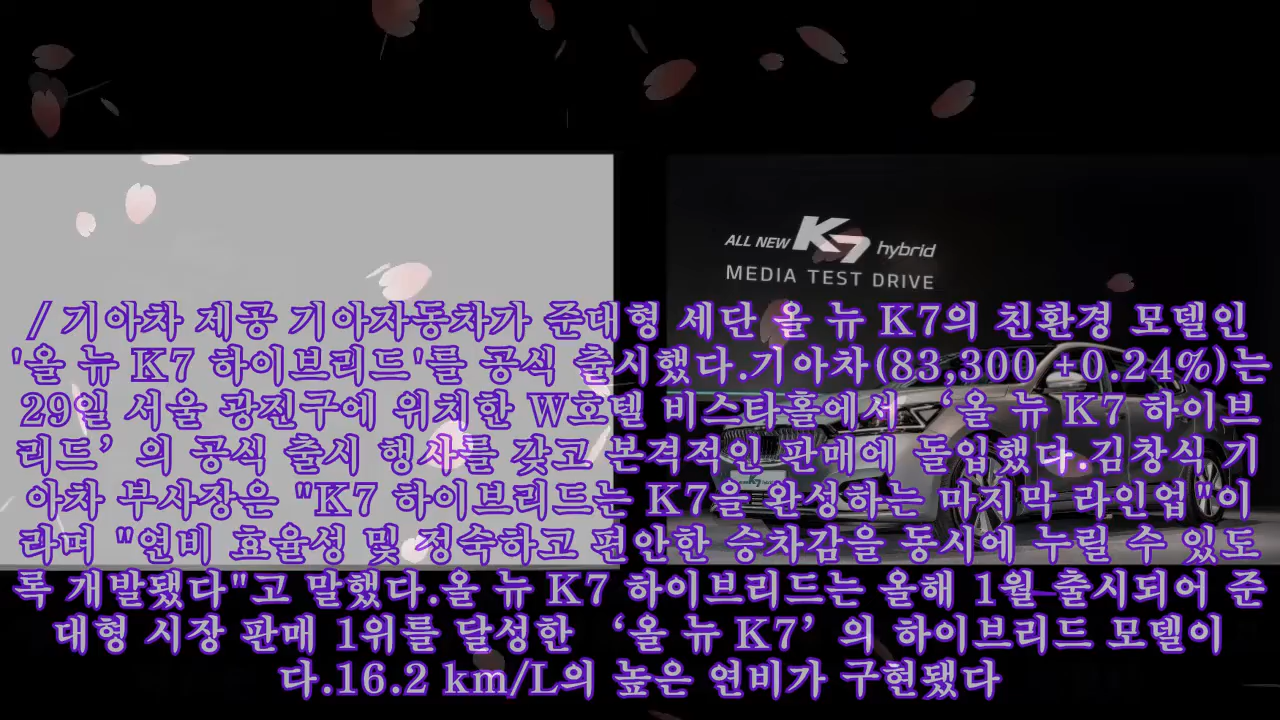 ALL NEW K7 hybrid
MEDIA TEST DRIVE
/ 기아차 제공 기아자동차가 준대형 세단 올 뉴 K7의 친환경 모델인
'올 뉴 K7 하이브리드'를 공식 출시했다.기아차(83,300 +0.24%)는
29일 서울 광진구에 위치한 W호텔 비스타홀에서 ‘올 뉴 K7 하이브
리드’의 공식 출시 행사를 갖고 본격적인 판매에 돌입했다.김창식 기
아차 부사장은 "K7 하이브리드는 K7을 완성하는 마지막 라인업"이
라며 "연비 효율성 및 정숙하고 편안한 승차감을 동시에 누릴 수 있도
록 개발됐다"고 말했다.올 뉴 K7 하이브리드는 올해 1월 출시되어 준
대형 시장 판매 1위를 달성한 ‘올 뉴 K7’의 하이브리드 모델이
다.16.2 km/L의 높은 연비가 구현됐다